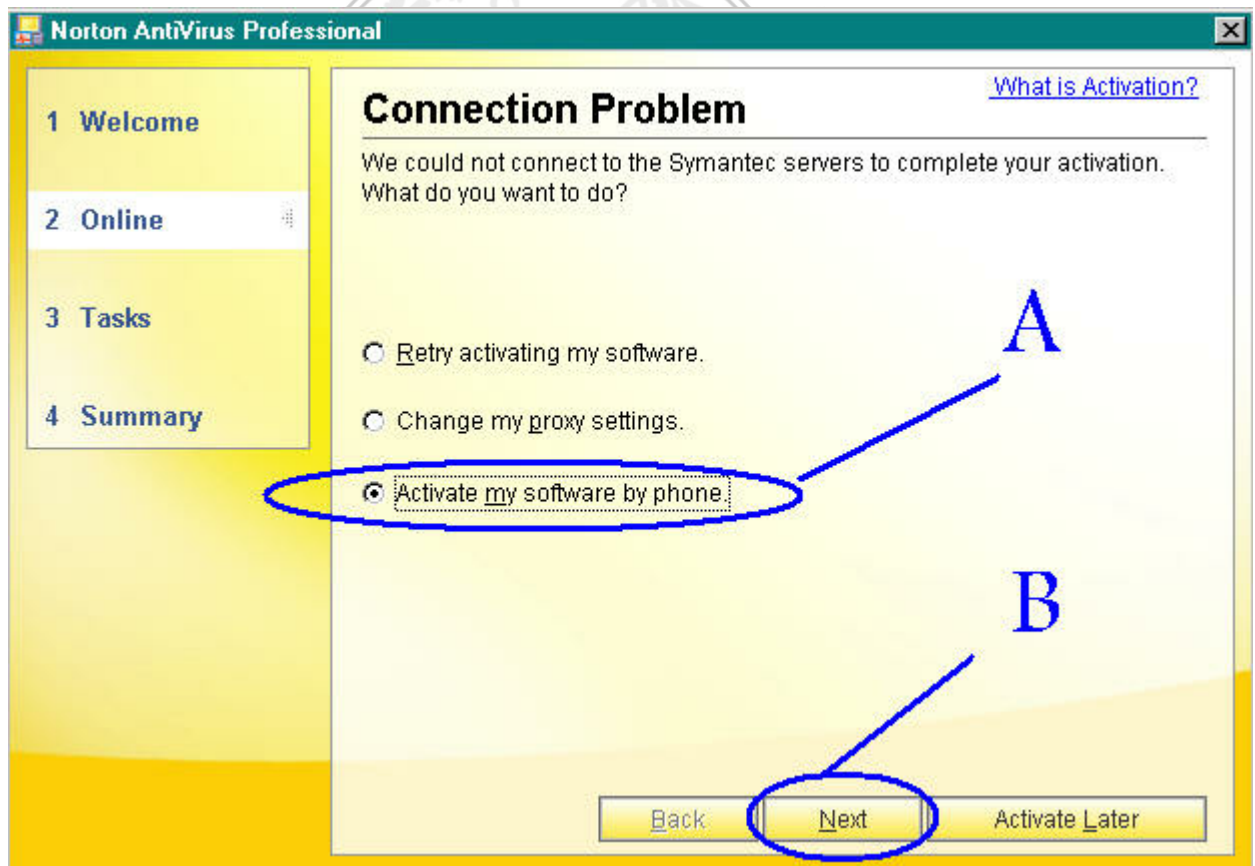 Norton AntiVirus Professional
1 Welcome
2 Online
3 Tasks
4 Summary
What is Activation?
Connection Problem
We could not connect to the Symantec servers to complete your activation.
What do you want to do?
Retry activating my software.
Change my proxy settings.
Activate my software by phone.
A
B
Back Next Activate Later